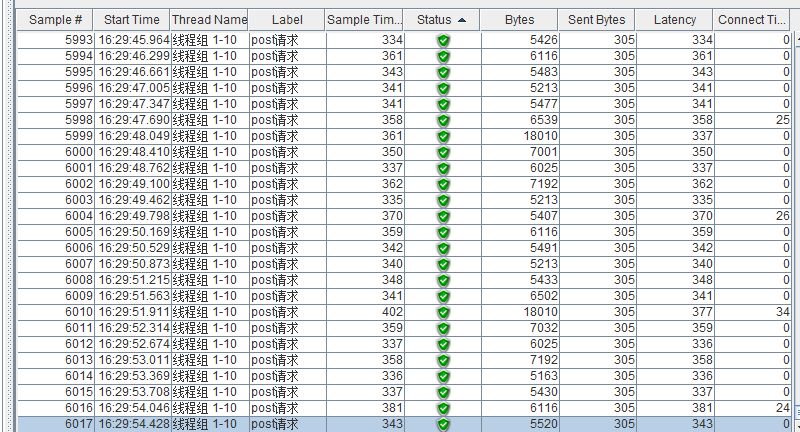 Sample # Start Time Thread Name Label Sample Tim... Status Bytes Sent Bytes Latency Connect Ti...
5993 16:29:45.964 线程组 1-10 post请求 334 5426 305 334 0
5994 16:29:46.299 线程组 1-10 post请求 361 6116 305 361 0
5995 16:29:46.661 线程组 1-10 post请求 343 5483 305 343 0
5996 16:29:47.005 线程组 1-10 post请求 341 5213 305 341 0
5997 16:29:47.347 线程组 1-10 post请求 341 5477 305 341 0
5998 16:29:47.690 线程组 1-10 post请求 358 6539 305 358 25
5999 16:29:48.049 线程组 1-10 post请求 361 18010 305 337 0
6000 16:29:48.410 线程组 1-10 post请求 350 7001 305 350 0
6001 16:29:48.762 线程组 1-10 post请求 337 6025 305 337 0
6002 16:29:49.100 线程组 1-10 post请求 362 7192 305 362 0
6003 16:29:49.462 线程组 1-10 post请求 335 5213 305 335 0
6004 16:29:49.798 线程组 1-10 post请求 370 5407 305 370 26
6005 16:29:50.169 线程组 1-10 post请求 359 6116 305 359 0
6006 16:29:50.529 线程组 1-10 post请求 342 5491 305 342 0
6007 16:29:50.873 线程组 1-10 post请求 340 5213 305 340 0
6008 16:29:51.215 线程组 1-10 post请求 348 5433 305 348 0
6009 16:29:51.563 线程组 1-10 post请求 341 6502 305 341 0
6010 16:29:51.911 线程组 1-10 post请求 402 18010 305 377 34
6011 16:29:52.314 线程组 1-10 post请求 359 7032 305 359 0
6012 16:29:52.674 线程组 1-10 post请求 337 6025 305 336 0
6013 16:29:53.011 线程组 1-10 post请求 358 7192 305 358 0
6014 16:29:53.369 线程组 1-10 post请求 336 5163 305 336 0
6015 16:29:53.708 线程组 1-10 post请求 337 5430 305 337 0
6016 16:29:54.046 线程组 1-10 post请求 381 6116 305 381 24
6017 16:29:54.428 线程组 1-10 post请求 343 5520 305 343 0